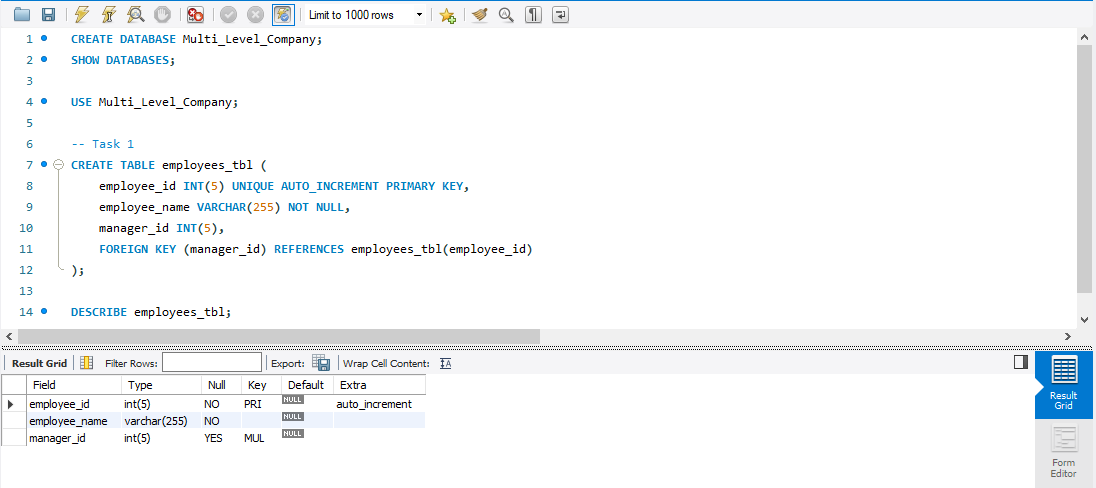 Limit to 1000 rows
1 CREATE DATABASE Multi_Level_Company;
2 SHOW DATABASES;
3
4 USE Multi_Level_Company;
5
6 -- Task 1
7 CREATE TABLE employees_tbl (
8 employee_id INT(5) UNIQUE AUTO_INCREMENT PRIMARY KEY,
9 employee_name VARCHAR(255) NOT NULL,
10 manager_id INT(5),
11 FOREIGN KEY (manager_id) REFERENCES employees_tbl(employee_id)
12 );
13
14 DESCRIBE employees_tbl;
Result Grid Filter Rows: Export: Wrap Cell Content: IA
Field Type Null Key Default Extra
employee_id int(5) NO PRI NULL auto_increment
employee_name varchar(255) NO NULL
manager_id int(5) YES MUL NULL
Result
Grid
Form
Editor